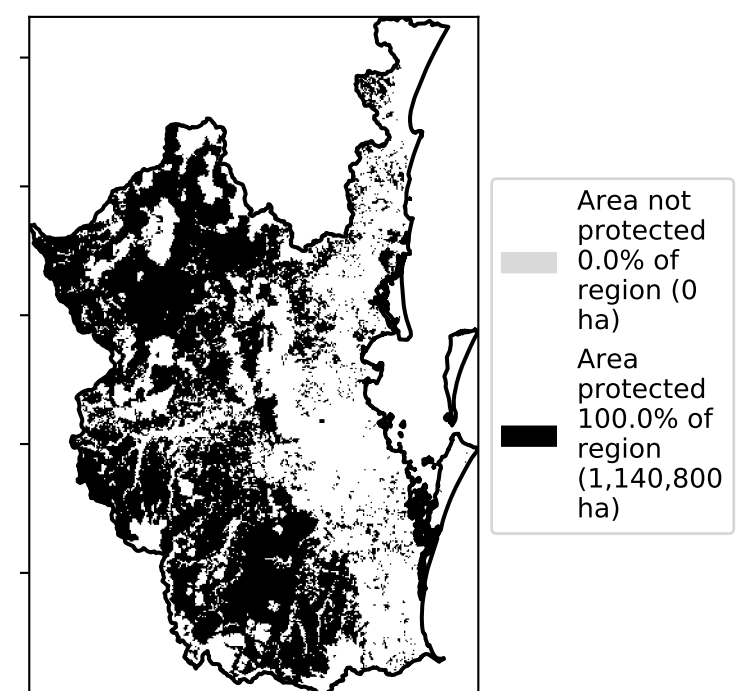 Area not
protected
0.0% of
region (0
ha)
Area
protected
100.0% of
region
(1,140,800
ha)